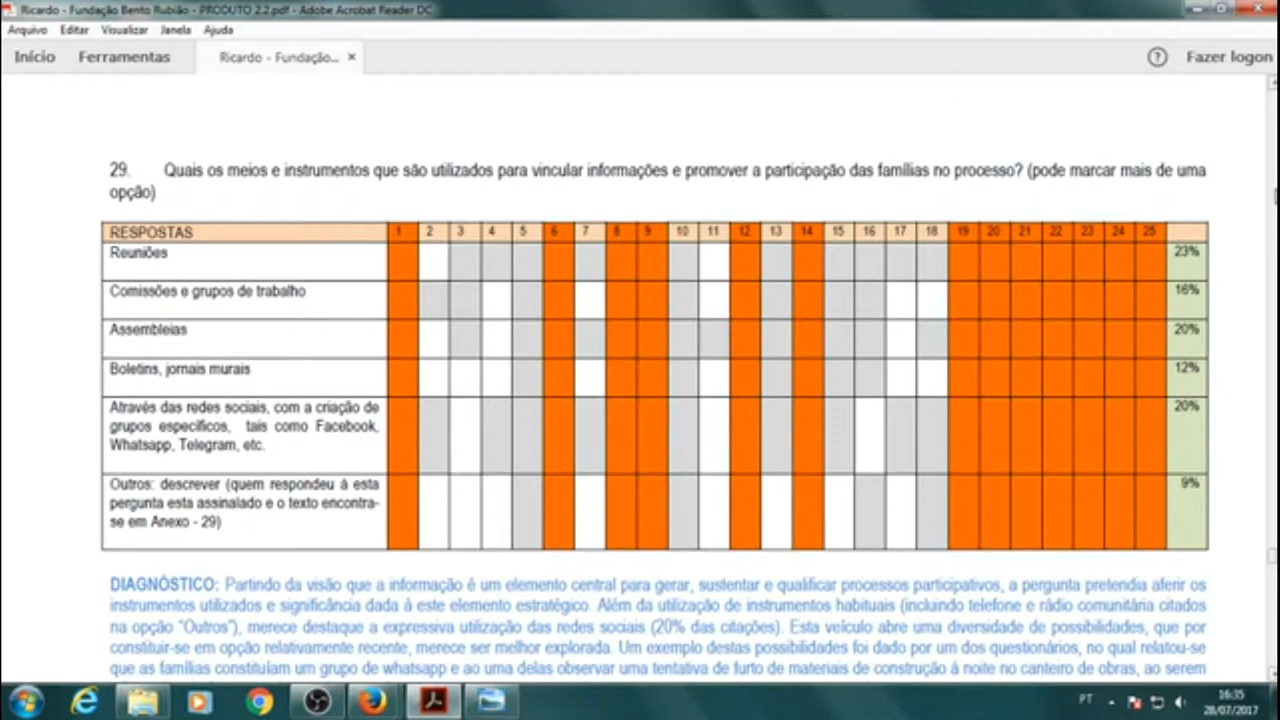 Ricardo - Fundação Bento Rubião - PRODUTO 2.2.pdf - Adobe Acrobat Reader DC
Arquivo Editar Visualizar Janela Ajuda
Início Ferramentas Ricardo - Fundação... × ? Fazer logon
29. Quais os meios e instrumentos que são utilizados para vincular informações e promover a participação das famílias no processo? (pode marcar mais de uma
opção)
RESPOSTAS 1 2 3 4 5 6 7 8 9 10 11 12 13 14 15 16 17 18 19 20 21 22 23 24 25
Reuniões 23%
Comissões e grupos de trabalho 16%
Assembleias 20%
Boletins, jornais murais 12%
Através das redes sociais, com a criação de 20%
grupos específicos, tais como Facebook,
Whatsapp, Telegram, etc.
Outros: descrever (quem respondeu à esta 9%
pergunta esta assinalado e o texto encontra-
se em Anexo - 29)
DIAGNÓSTICO: Partindo da visão que a informação é um elemento central para gerar, sustentar e qualificar processos participativos, a pergunta pretendia aferir os
instrumentos utilizados e significância dada à este elemento estratégico. Além da utilização de instrumentos habituais (incluindo telefone e rádio comunitária citados
na opção "Outros"), merece destaque a expressiva utilização das redes sociais (20% das citações). Esta veículo abre uma diversidade de possibilidades, que por
constituir-se em opção relativamente recente, merece ser melhor explorada. Um exemplo destas possibilidades foi dado por um dos questionários, no qual relatou-se
que as famílias constituíam um grupo de whatsapp e ao uma delas observar uma tentativa de furto de materiais de construção à noite no canteiro de obras, ao serem
PT 16:35
28/07/2017